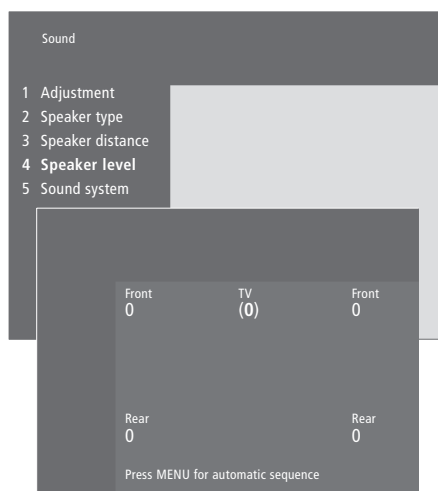 Sound
1 Adjustment
2 Speaker type
3 Speaker distance
4 Speaker level
5 Sound system
Front TV Front
0 (0) 0
Rear Rear
0 0
Press MENU for automatic sequence